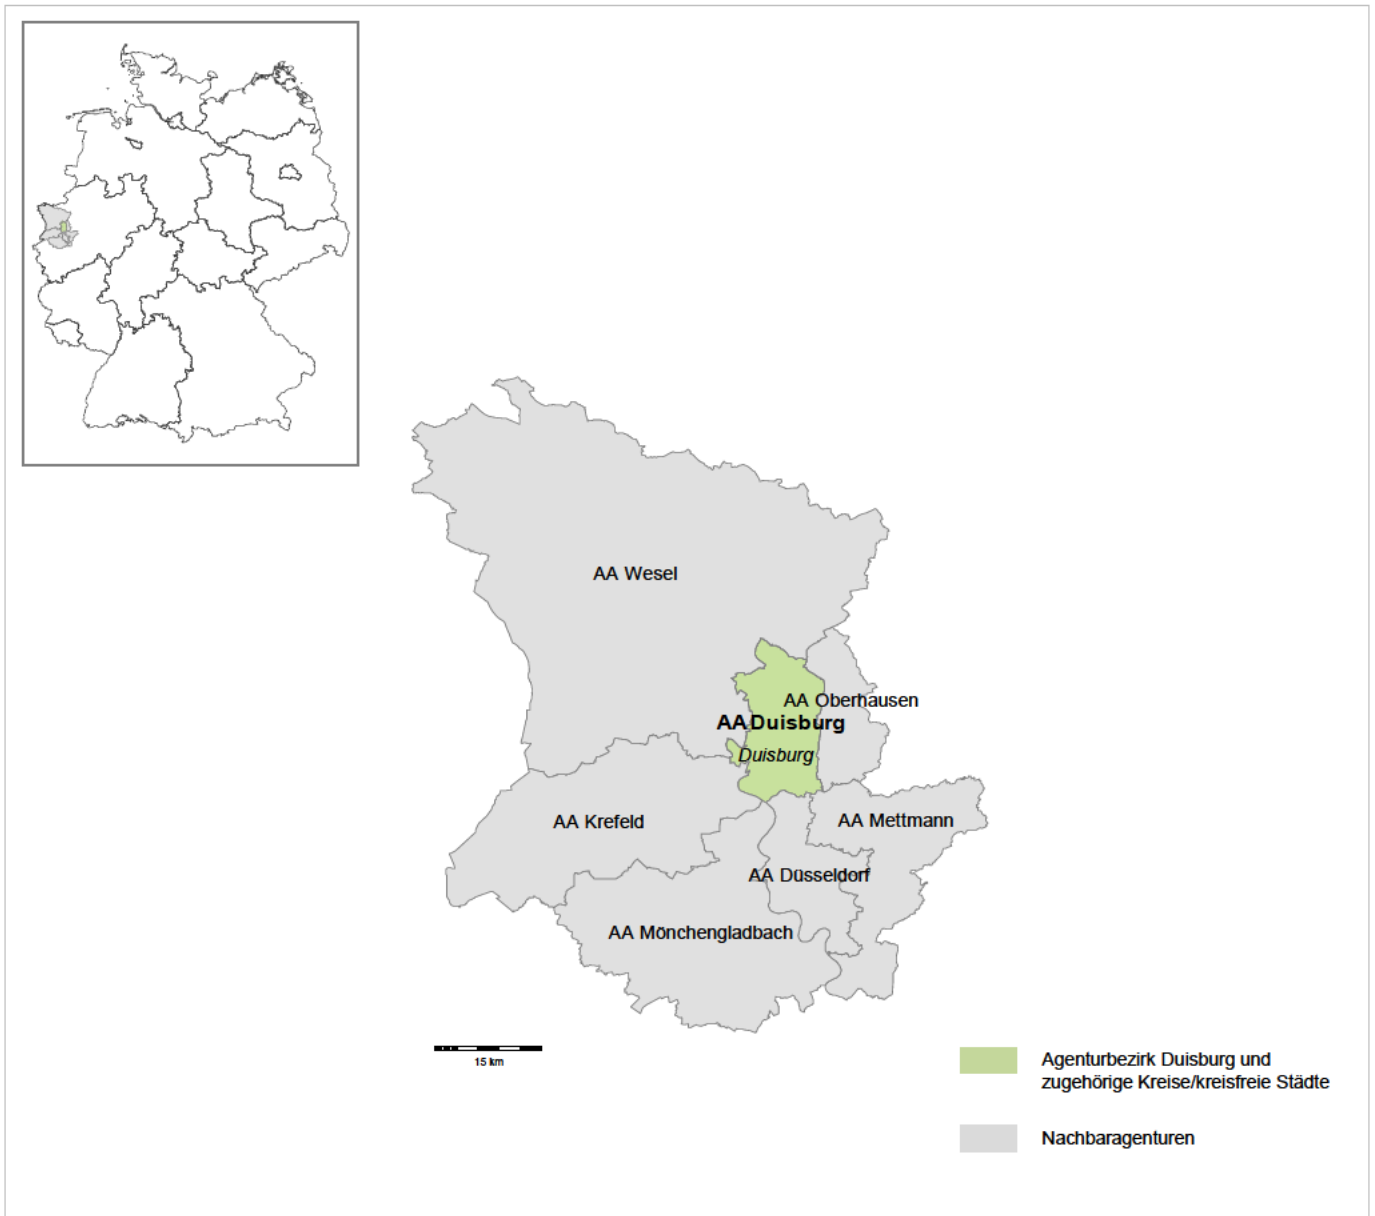 AA Wesel
AA Oberhausen
AA Duisburg
Duisburg
AA Krefeld
AA Mettmann
AA Düsseldorf
AA Mönchengladbach
15 km
Agenturbezirk Duisburg und
zugehörige Kreise/kreisfreie Städte
Nachbaragenturen